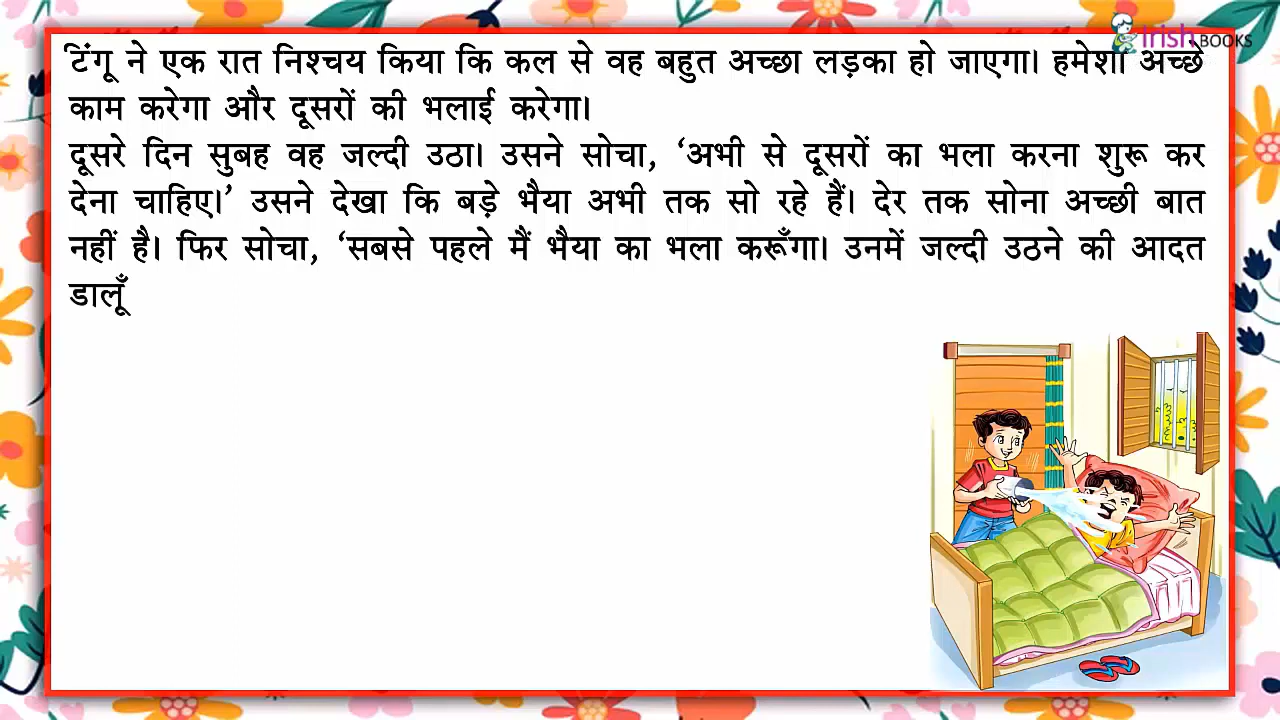 irish BOOKS
टिंगू ने एक रात निश्चय किया कि कल से वह बहुत अच्छा लड़का हो जाएगा। हमेशा अच्छे
काम करेगा और दूसरों की भलाई करेगा।
दूसरे दिन सुबह वह जल्दी उठा। उसने सोचा, ‘अभी से दूसरों का भला करना शुरू कर
देना चाहिए।’ उसने देखा कि बड़े भैया अभी तक सो रहे हैं। देर तक सोना अच्छी बात
नहीं है। फिर सोचा, ‘सबसे पहले मैं भैया का भला करूँगा। उनमें जल्दी उठने की आदत
डालूँ